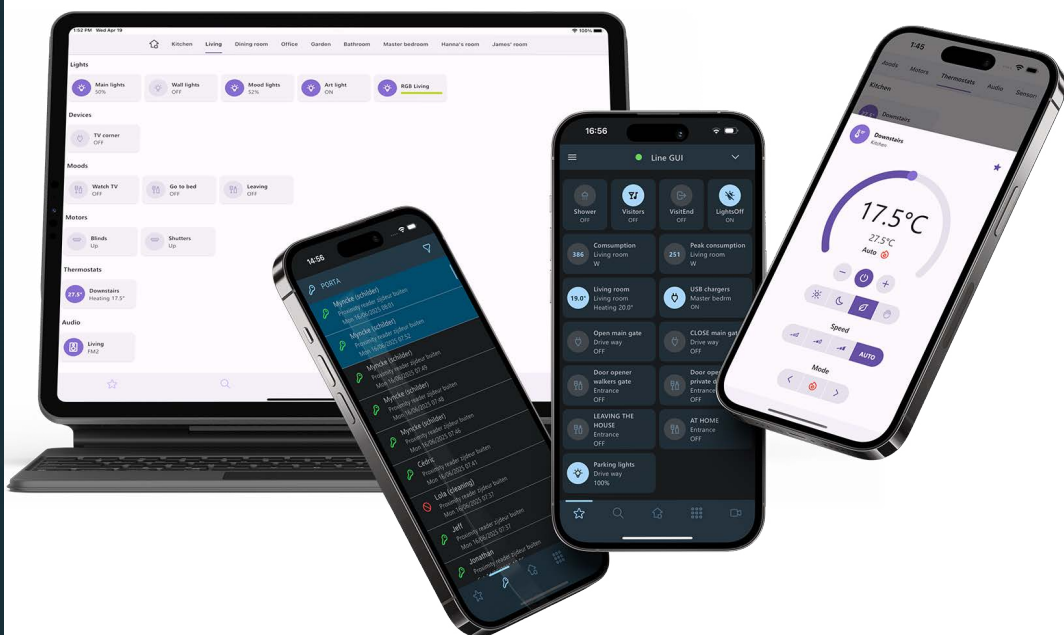 1:52 PM Wed Apr 19
100%
Kitchen Living Dining room Office Garden Bathroom Master bedroom Hanna's room James' room
Lights
Main lights
50%
Wall lights
OFF
Mood lights
52%
Art light
ON
RGB Living
Devices
TV corner
OFF
Moods
Watch TV
OFF
Go to bed
OFF
Leaving
OFF
Motors
Blinds
Up
Shutters
Up
Thermostats
27.5°
Downstairs
Heating 17.5°
Audio
Living
FM2
14:56
PORTA
Myncke (schilder)
Proximity reader zijdeur buiten
Mon 16/06/2025 08:01
Myncke (schilder)
Proximity reader zijdeur buiten
Mon 16/06/2025 07:52
Myncke (schilder)
Proximity reader zijdeur buiten
Mon 16/06/2025 07:49
Myncke (schilder)
Proximity reader zijdeur buiten
Mon 16/06/2025 07:48
Myncke (schilder)
Proximity reader zijdeur buiten
Mon 16/06/2025 07:46
Cédric
Proximity reader zijdeur buiten
Mon 16/06/2025 07:41
Lola (cleaning)
Proximity reader zijdeur buiten
Mon 16/06/2025 07:37
Jeff
Proximity reader zijdeur buiten
Mon 16/06/2025 07:37
Jonathan
Proximity reader zijdeur buiten
16:56
Line GUI
Shower
OFF
Visitors
OFF
VisitEnd
OFF
LightsOff
ON
386
Comsumption
Living room
W
251
Peak consumption
Living room
W
19.0°
Living room
Living room
Heating 20.0°
USB chargers
Master bedrm
ON
Open main gate
Drive way
OFF
CLOSE main gat
Drive way
OFF
Door opener
walkers gate
Entrance
OFF
Door ope
private d
Entrance
OFF
LEAVING THE
HOUSE
Entrance
OFF
AT HOME
Entrance
OFF
Parking lights
Drive way
100%
1:45
Moods Motors Thermostats Audio Sensor
Kitchen
Downstairs
Downstairs
Kitchen
17.5°C
27.5°C
Auto
Speed
AUTO
Mode